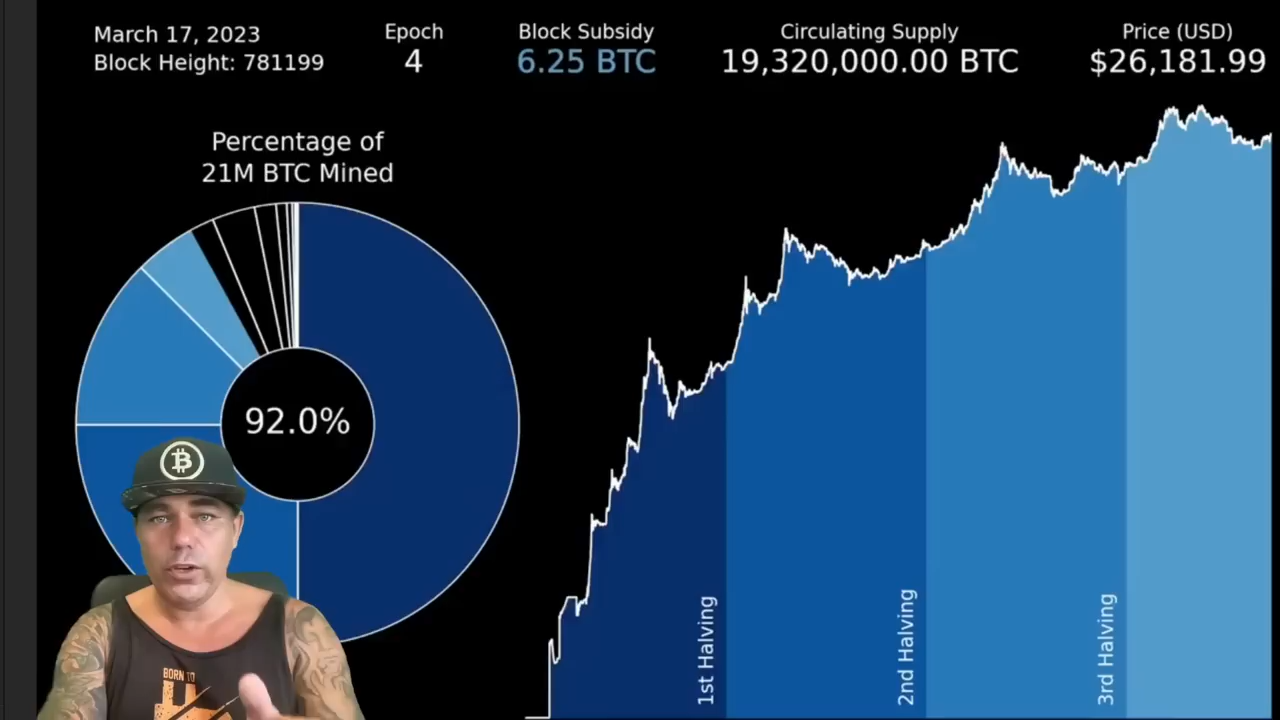 March 17, 2023
Block Height: 781199
Epoch
4
Block Subsidy
6.25 BTC
Circulating Supply
19,320,000.00 BTC
Price (USD)
$26,181.99
Percentage of
21M BTC Mined
92.0%
1st Halving
2nd Halving
3rd Halving
BORN TO